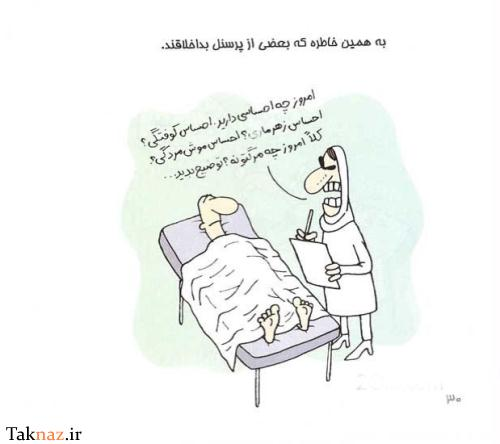 به همین خاطره که بعضی از پرسنل بداخلاقند.
امروز چه احساسی دارید. احساس کوفتگی؟
احساس زهرماری؟ احساس موش مردگی؟
کلاً امروز چه مرگتونه؟ توضیح بدید...
۳۰
Taknaz.ir